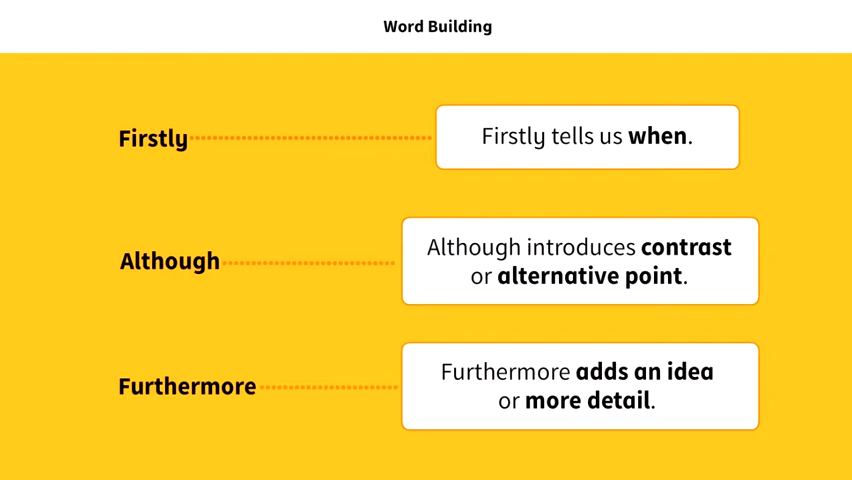 Word Building
Firstly
Firstly tells us when.
Although
Although introduces contrast
or alternative point.
Furthermore
Furthermore adds an idea
or more detail.